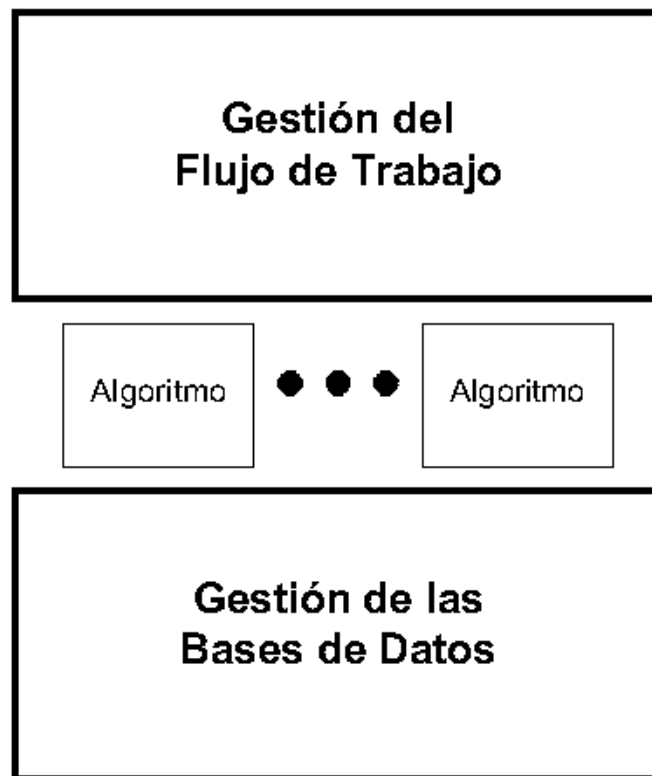 Gestión del
Flujo de Trabajo
Algoritmo
Algoritmo
Gestión de las
Bases de Datos